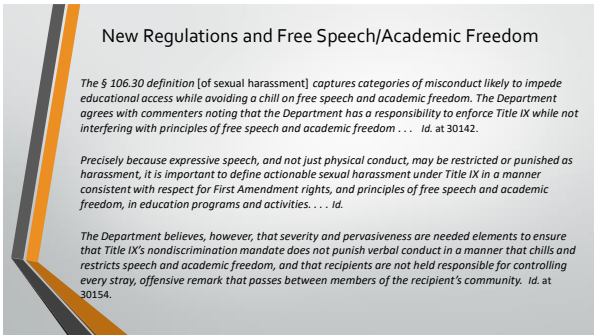 New Regulations and Free Speech/Academic Freedom
The § 106.30 definition [of sexual harassment] captures categories of misconduct likely to impede
educational access while avoiding a chill on free speech and academic freedom. The Department
agrees with commenters noting that the Department has a responsibility to enforce Title IX while not
interfering with principles of free speech and academic freedom . . .   Id. at 30142.
Precisely because expressive speech, and not just physical conduct, may be restricted or punished as
harassment, it is important to define actionable sexual harassment under Title IX in a manner
consistent with respect for First Amendment rights, and principles of free speech and academic
freedom, in education programs and activities. . . . Id.
The Department believes, however, that severity and pervasiveness are needed elements to ensure
that Title IX’s nondiscrimination mandate does not punish verbal conduct in a manner that chills and
restricts speech and academic freedom, and that recipients are not held responsible for controlling
every stray, offensive remark that passes between members of the recipient’s community.  Id. at
30154.